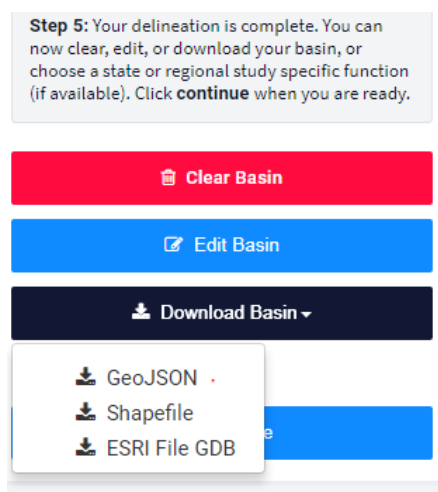 Step 5: Your delineation is complete. You can
now clear, edit, or download your basin, or
choose a state or regional study specific function
(if available). Click continue when you are ready.
Clear Basin
Edit Basin
Download Basin
GeoJSON
Shapefile
ESRI File GDB
e